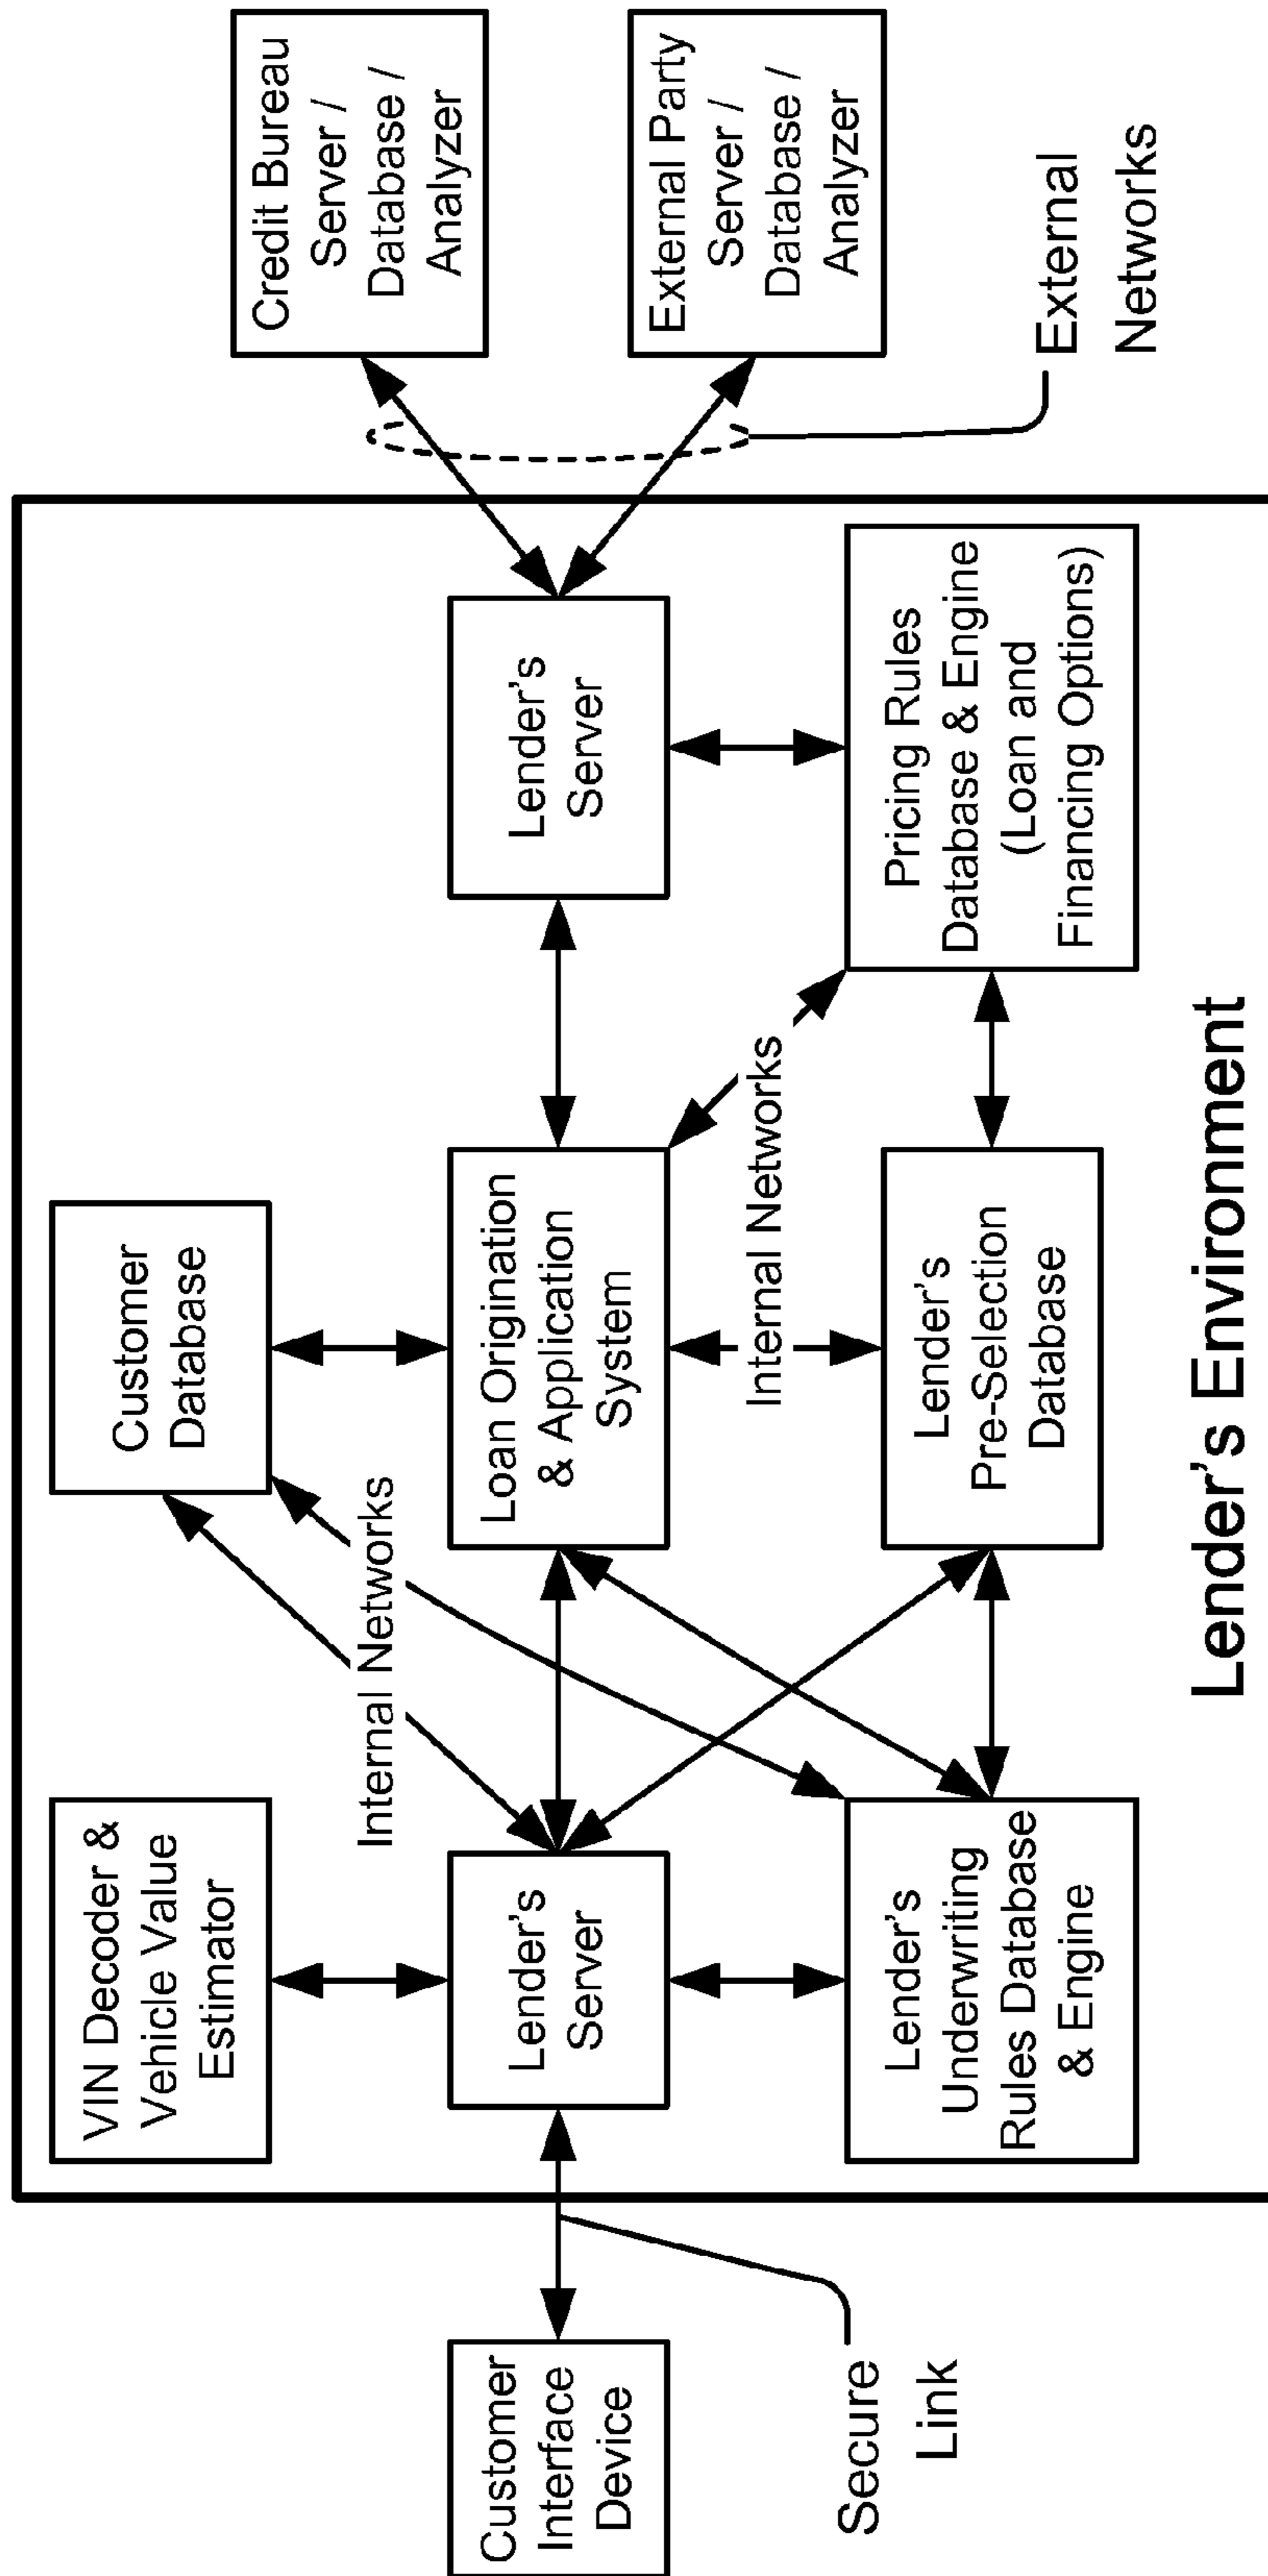 Customer
Interface
Device
Secure
Link
VIN Decoder &
Vehicle Value
Estimator
Lender's
Server
Lender's
Underwriting
Rules Database
& Engine
Internal Networks
Customer
Database
Loan Origination
& Application
System
Internal Networks
Lender's
Pre-Selection
Database
Lender's
Server
Pricing Rules
Database & Engine
(Loan and
Financing Options)
Lender's Environment
Credit Bureau
Server /
Database /
Analyzer
External Party
Server /
Database /
Analyzer
External
Networks